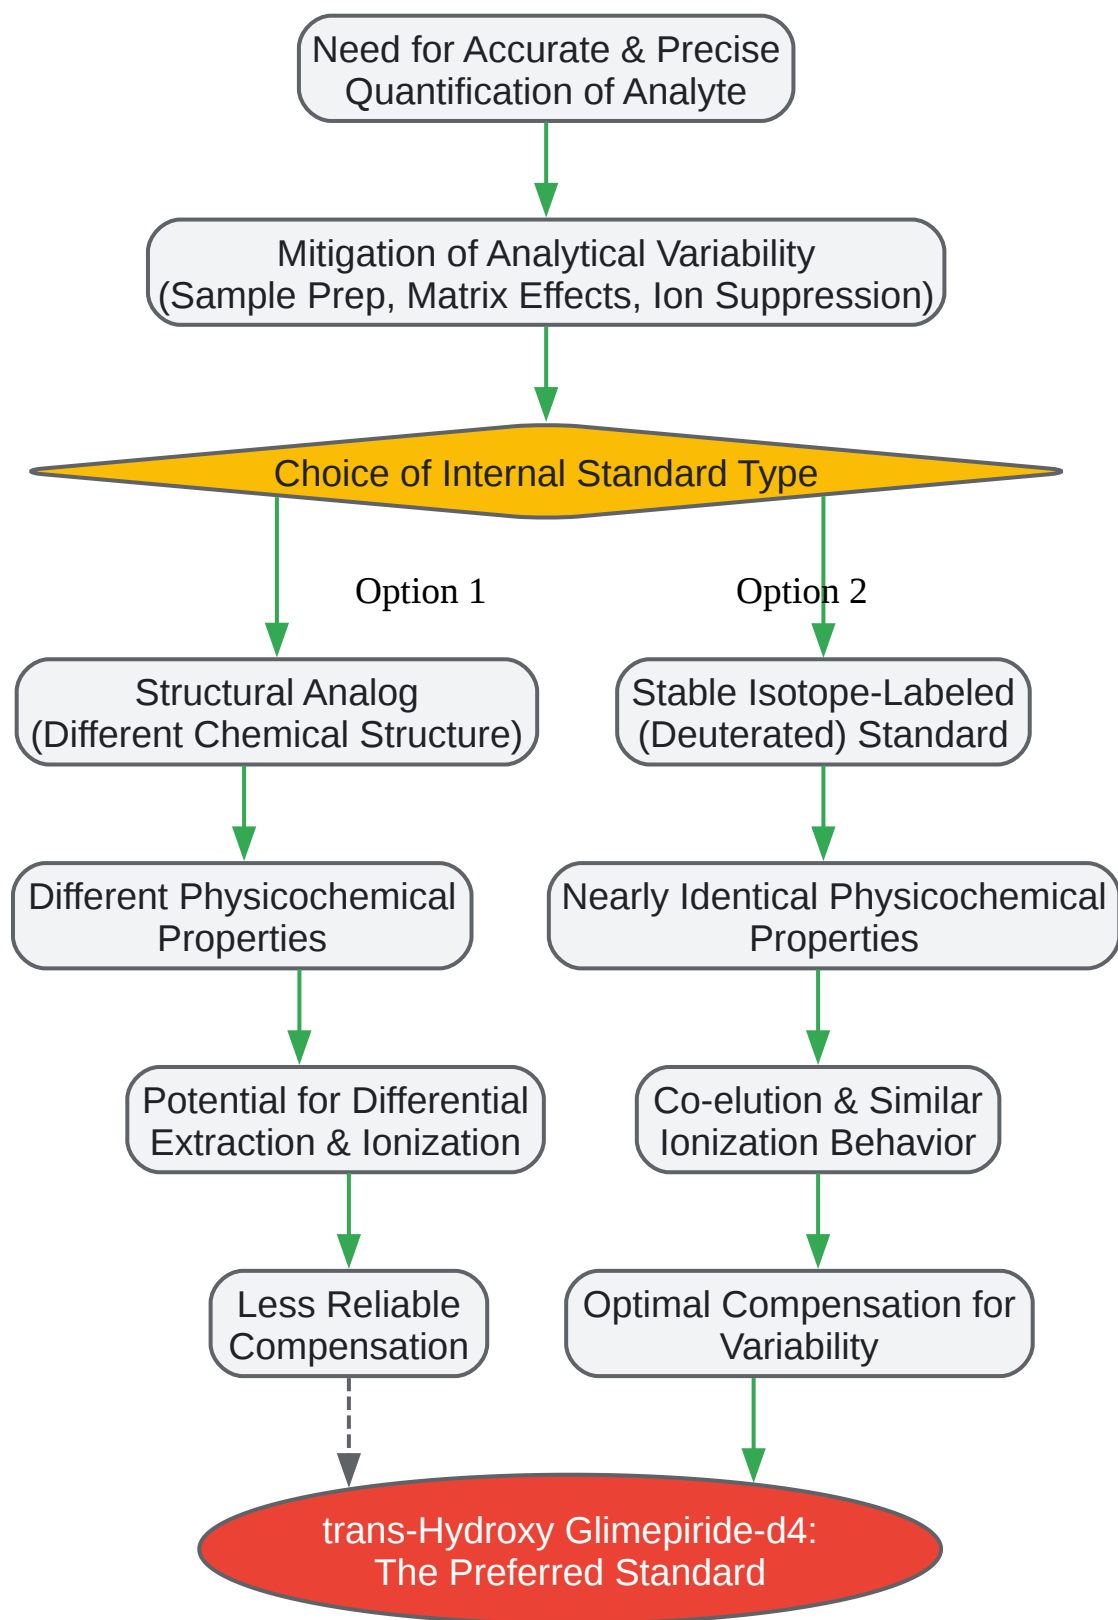 Need for Accurate & Precise
Quantification of Analyte
Mitigation of Analytical Variability
(Sample Prep, Matrix Effects, Ion Suppression)
Choice of Internal Standard Type
Option 1
Option 2
Structural Analog
(Different Chemical Structure)
Stable Isotope-Labeled
(Deuterated) Standard
Different Physicochemical
Properties
Nearly Identical Physicochemical
Properties
Potential for Differential
Extraction & Ionization
Co-elution & Similar
Ionization Behavior
Less Reliable
Compensation
Optimal Compensation for
Variability
trans-Hydroxy Glimepiride-d4:
The Preferred Standard